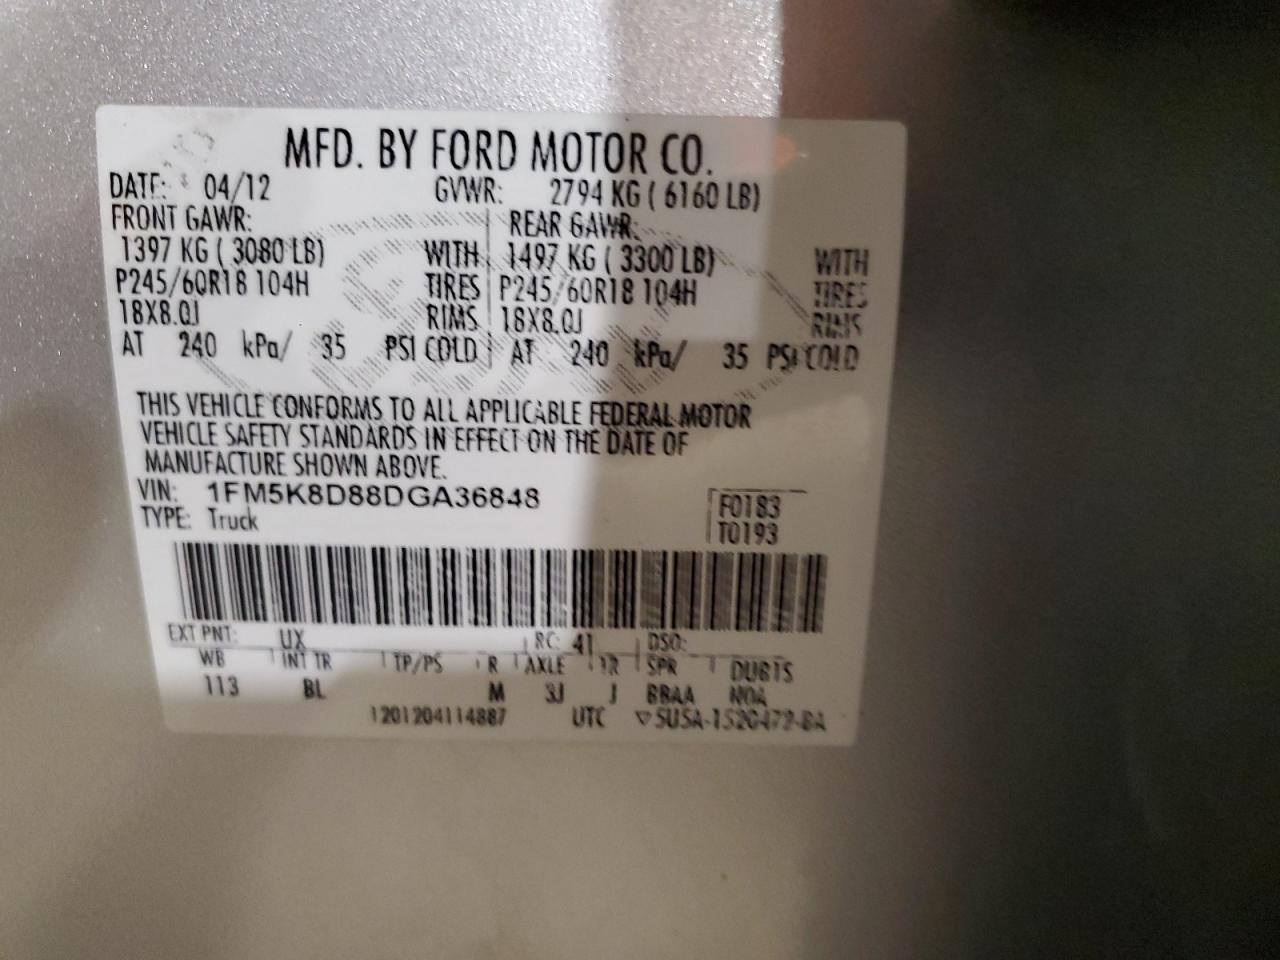 MFD. BY FORD MOTOR CO.
DATE: 04/12 GVWR: 2794 KG ( 6160 LB)
FRONT GAWR: REAR GAWR:
1397 KG ( 3080 LB) WITH 1497 KG ( 3300 LB) WITH
P245/60R18 104H TIRES P245/60R18 104H TIRES
18X8.0J RIMS 18X8.0J RIMS
AT 240 kPa/ 35 PSI COLD AT 240 kPa/ 35 PSI COLD
THIS VEHICLE CONFORMS TO ALL APPLICABLE FEDERAL MOTOR
VEHICLE SAFETY STANDARDS IN EFFECT ON THE DATE OF
MANUFACTURE SHOWN ABOVE.
VIN: 1FM5K8D88DGA36848 F0183
TYPE: Truck T0193
EXT PNT: UX RC: 41 DSO:
WB INT TR TP/PS R AXLE TR SPR
113 BL M 3J J BBAA
1201204114887 UTC ▽5U5A-1520472-BA